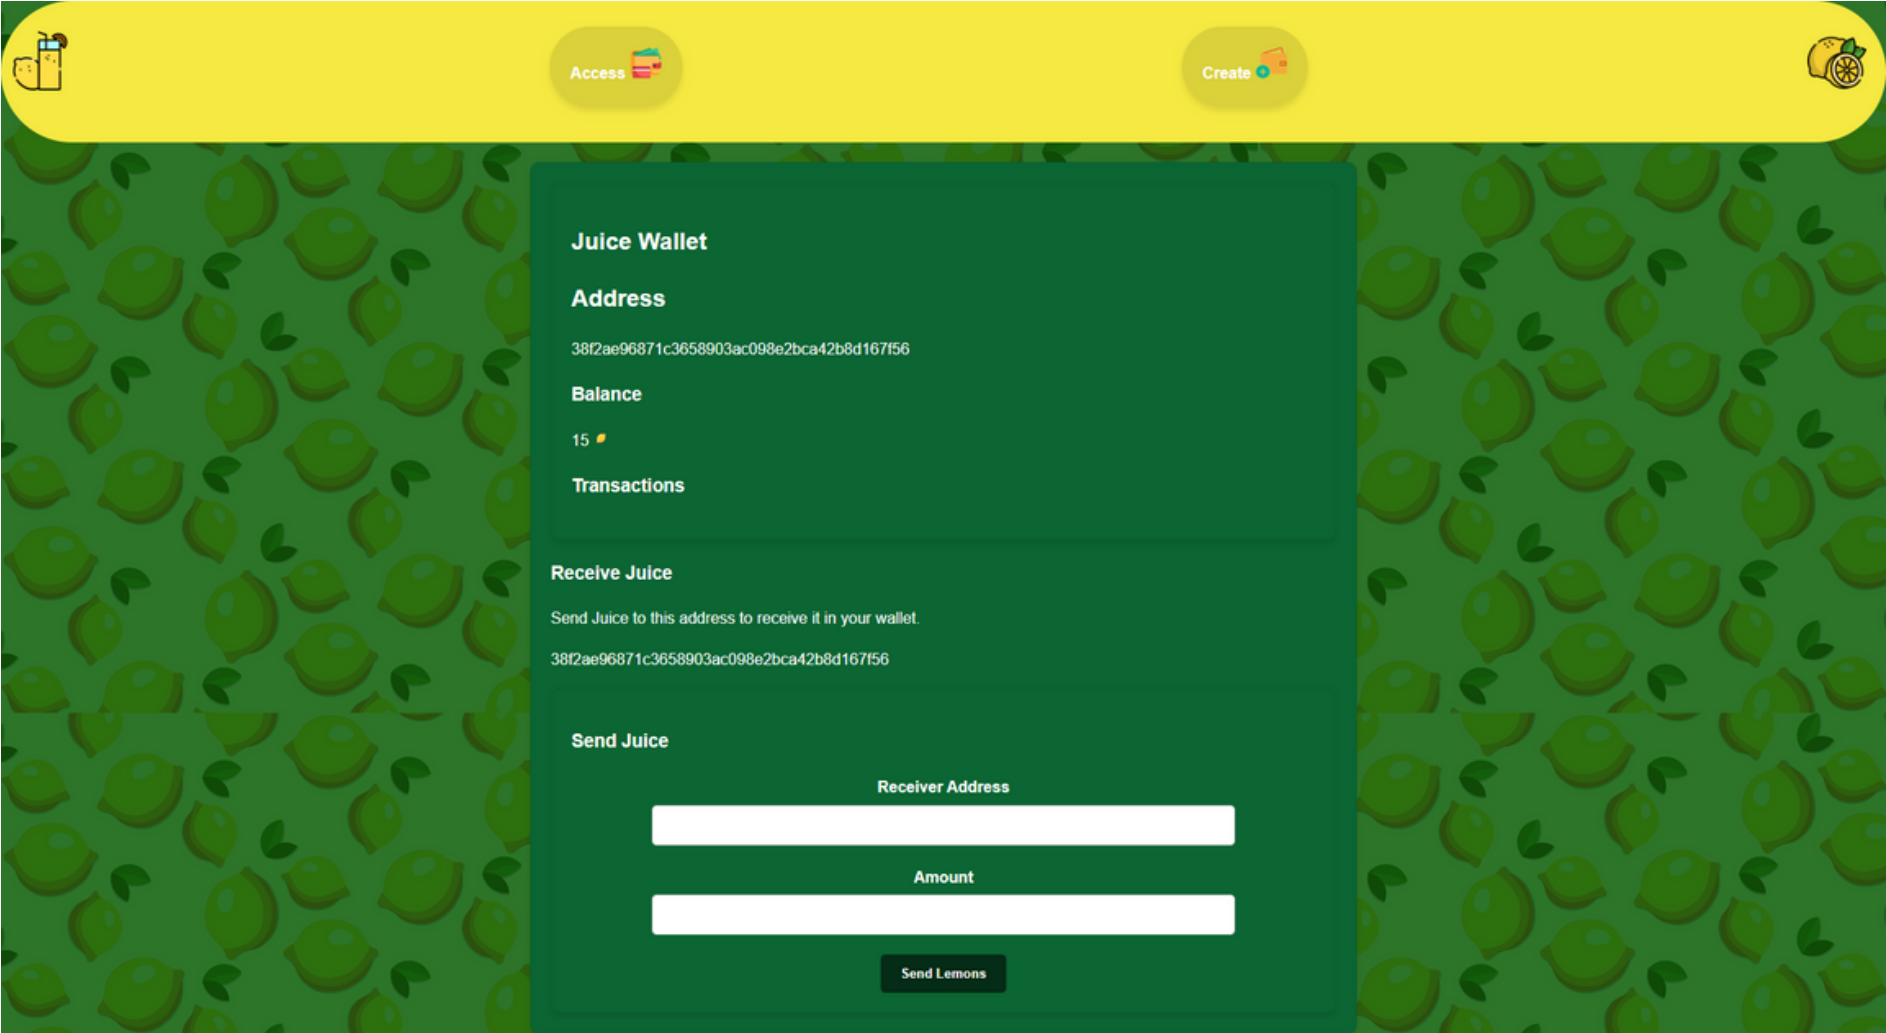 Access
Create
Juice Wallet
Address
38f2ae96871c3658903ac098e2bca42b8d167f56
Balance
15
Transactions
Receive Juice
Send Juice to this address to receive it in your wallet.
38f2ae96871c3658903ac098e2bca42b8d167f56
Send Juice
Receiver Address
Amount
Send Lemons